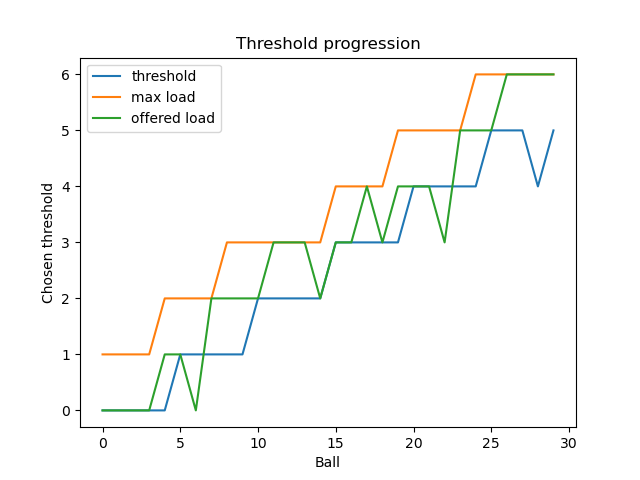 Threshold progression
threshold
max load
offered load
Chosen threshold
6
5
4
3
2
1
0
0 5 10 15 20 25 30
Ball